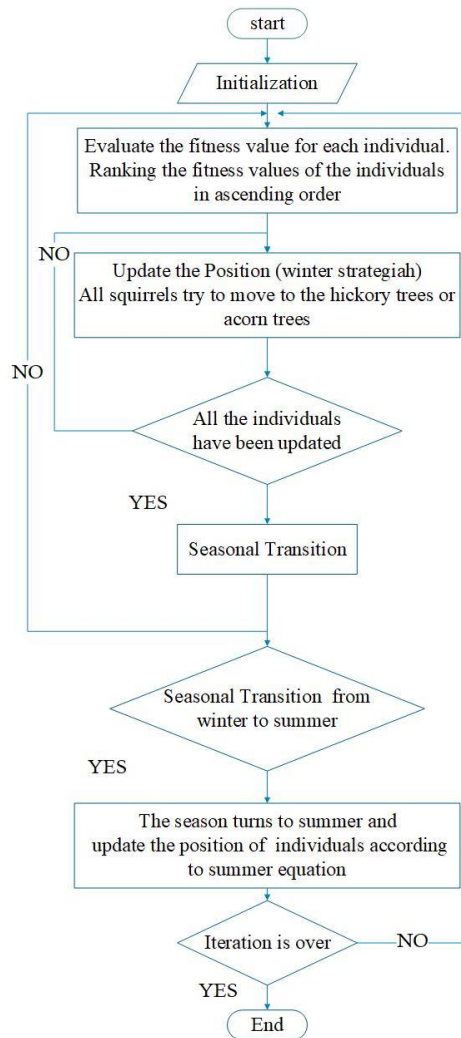 start
Initialization
Evaluate the fitness value for each individual.
Ranking the fitness values of the individuals
in ascending order
NO
Update the Position (winter strategiah)
All squirrels try to move to the hickory trees or
acorn trees
NO
All the individuals
have been updated
YES
Seasonal Transition
Seasonal Transition from
winter to summer
YES
The season turns to summer and
update the position of individuals according
to summer equation
Iteration is over
NO
YES
End